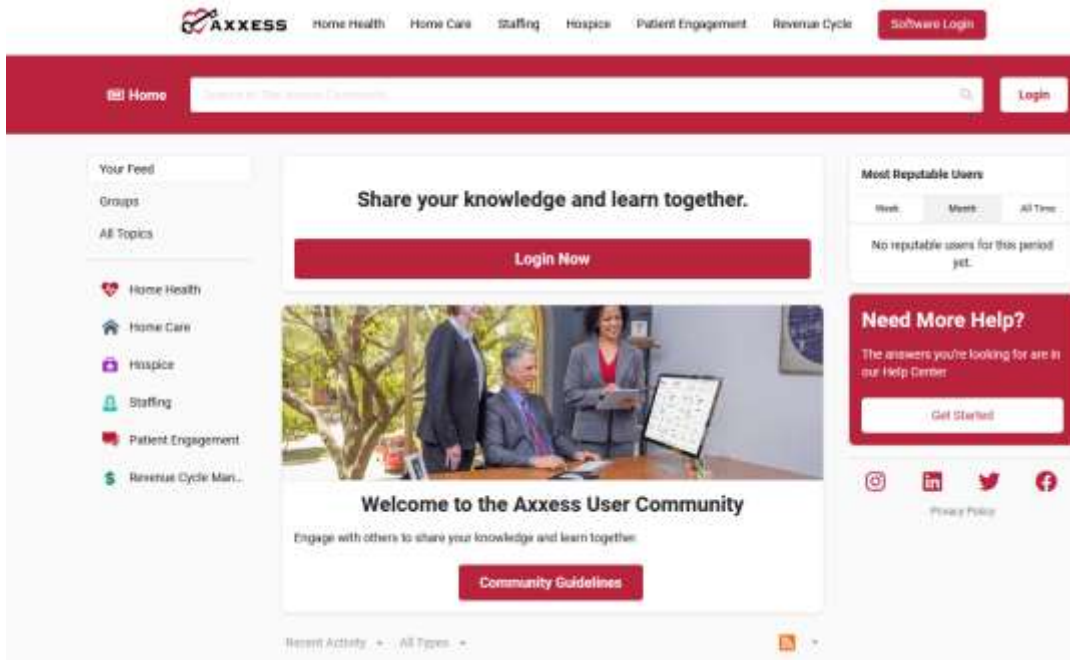 AXXESS
Home Health
Home Care
Staffing
Hospice
Patient Engagement
Revenue Cycle
Software Login
Home
Login
Your Feed
Groups
All Topics
Home Health
Home Care
Hospice
Staffing
Patient Engagement
Revenue Cycle Man...
Share your knowledge and learn together.
Login Now
Welcome to the Axxess User Community
Engage with others to share your knowledge and learn together.
Community Guidelines
Recent Activity
All Types
Most Reputable Users
Week
Month
All Time
No reputable users for this period
yet.
Need More Help?
The answers you're looking for are in
our Help Center
Get Started
Privacy Policy